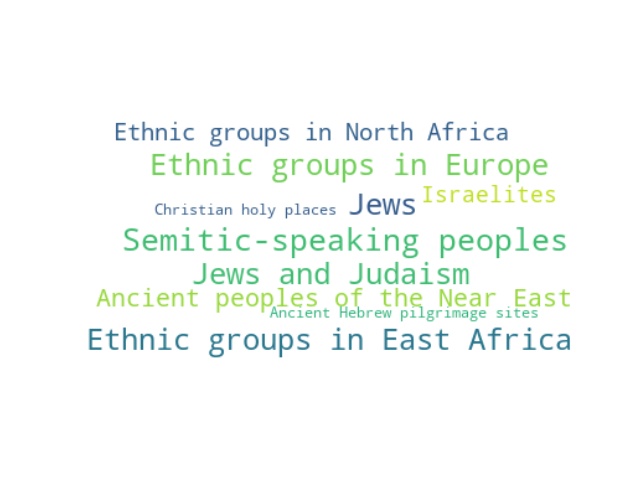 Ethnic groups in North Africa
Ethnic groups in Europe
Israelites
Christian holy places
Jews
Semitic-speaking peoples
Jews and Judaism
Ancient peoples of the Near East
Ancient Hebrew pilgrimage sites
Ethnic groups in East Africa